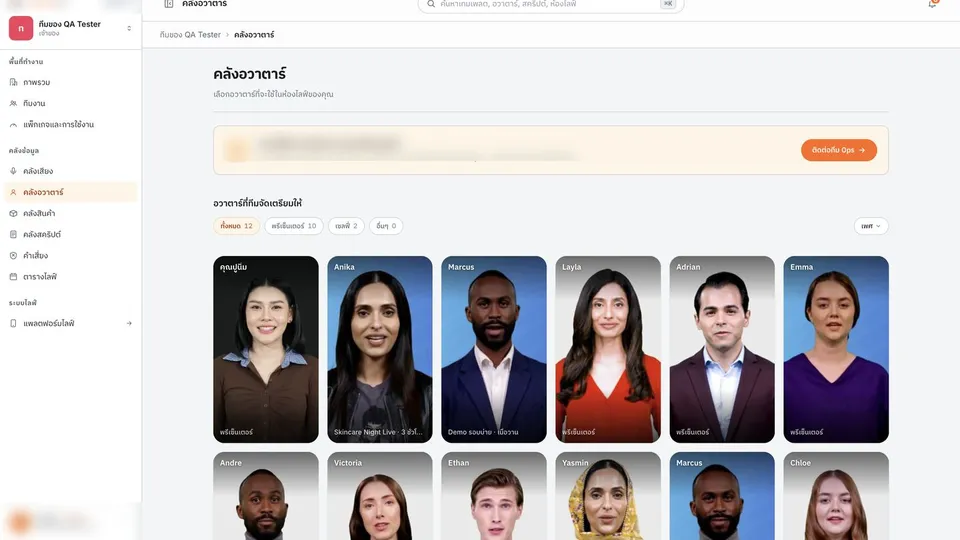 คลังอวาตาร์
ค้นหาเทมเพลต, อวาตาร์, สคริปต์, ห้องไลฟ์
⌘K
ก
ทีมของ QA Tester
เจ้าของ
ทีมของ QA Tester › คลังอวาตาร์
พื้นที่ทำงาน
ภาพรวม
ทีมงาน
แพ็กเกจและการใช้งาน
คลังข้อมูล
คลังเสียง
คลังอวาตาร์
คลังสินค้า
คลังสคริปต์
คำเสี่ยง
ตารางไลฟ์
ระบบไลฟ์
แพลตฟอร์มไลฟ์ →
คลังอวาตาร์
เลือกอวาตาร์ที่จะใช้ในห้องไลฟ์ของคุณ
ติดต่อทีม Ops →
อวาตาร์ที่ทีมจัดเตรียมให้
ทั้งหมด 12
พรีเซ็นเตอร์ 10
เซลฟี่ 2
อื่นๆ 0
เพศ
คุณปูนิ่ม
Anika
Marcus
Layla
Adrian
Emma
พรีเซ็นเตอร์
Skincare Night Live · 3 ชั่วโ...
Demo รอบบ่าย · เมื่อวาน
พรีเซ็นเตอร์
พรีเซ็นเตอร์
พรีเซ็นเตอร์
Andre
Victoria
Ethan
Yasmin
Marcus
Chloe